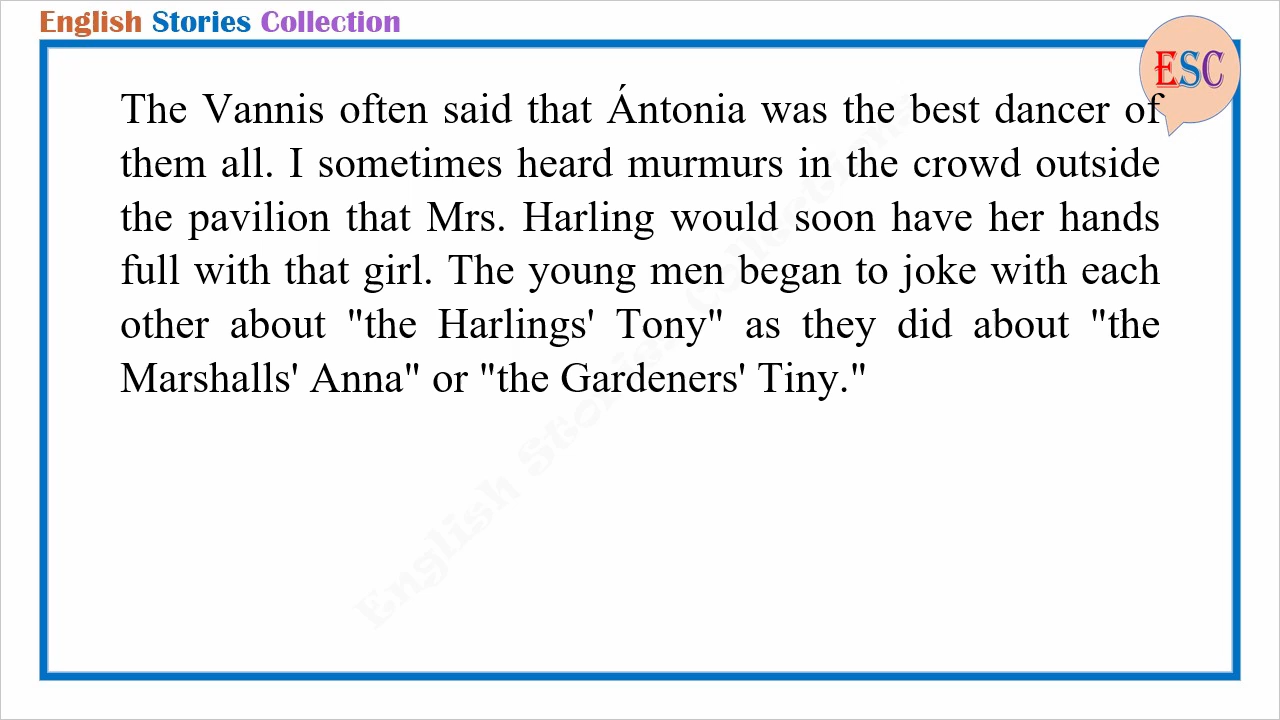 English Stories Collection
ESC
The Vannis often said that Ántonia was the best dancer of
them all. I sometimes heard murmurs in the crowd outside
the pavilion that Mrs. Harling would soon have her hands
full with that girl. The young men began to joke with each
other about "the Harlings' Tony" as they did about "the
Marshalls' Anna" or "the Gardeners' Tiny."
English Stories Collections